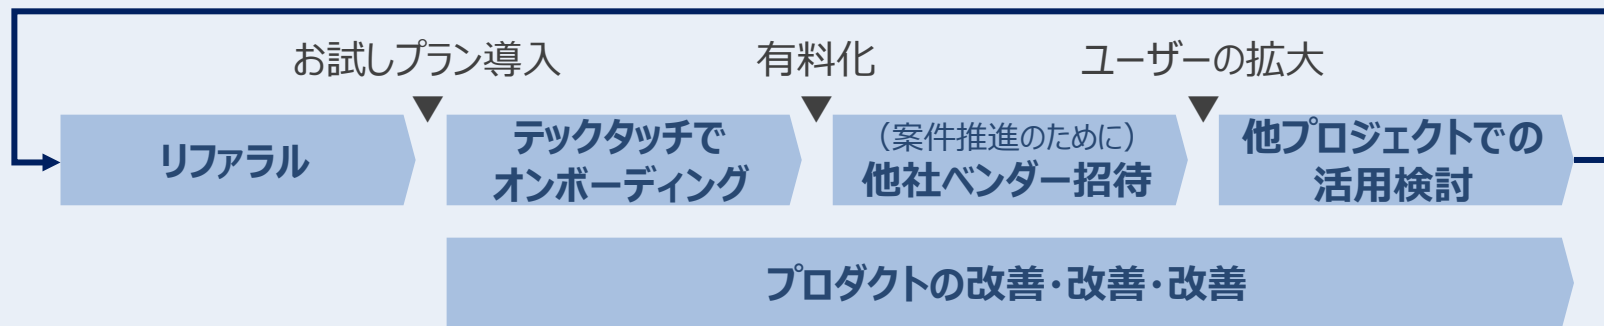 お試しプラン導入
有料化
ユーザーの拡大
リファラル
テックタッチで
オンボーディング
（案件推進のために）
他社ベンダー招待
他プロジェクトでの
活用検討
プロダクトの改善・改善・改善